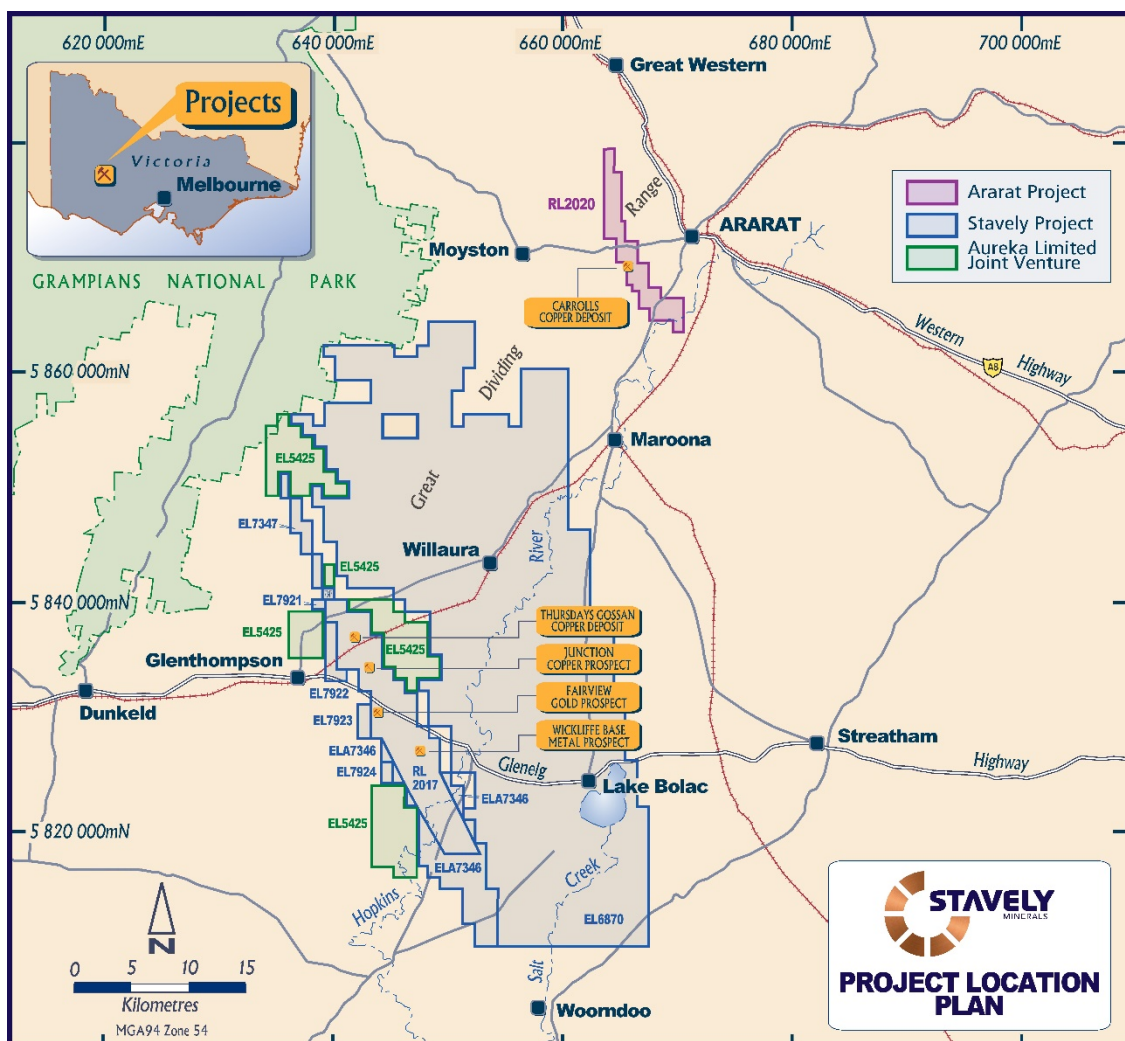 620 000mE
640 000mE
660 000mE
680 000mE
700 000mE
Projects
Victoria
Melbourne
Great Western
Ararat Project
Stavely Project
Aureka Limited
Joint Venture
RL2020
Range
ARARAT
Moyston
GRAMPIANS NATIONAL PARK
CARROLLS
COPPER DEPOSIT
Western
Highway
A8
5 860 000mN
Dividing
Maroona
EL5425
Great
EL7347
Willaura
River
EL5425
5 840 000mN
EL7921
EL5425
THURSDAYS GOSSAN
COPPER DEPOSIT
EL5425
JUNCTION
COPPER PROSPECT
Glenthompson
EL7922
FAIRVIEW
GOLD PROSPECT
Dunkeld
EL7923
WICKLIFFE BASE
METAL PROSPECT
Streatham
ELA7346
Glenelg
Highway
EL7924
RL
2017
Lake Bolac
ELA7346
EL5425
5 820 000mN
ELA7346
Creek
Hopkins
EL6870
N
STAVELY
MINERALS
Salt
0 5 10 15
Kilometres
PROJECT LOCATION
PLAN
Woorndoo
MGA94 Zone 54